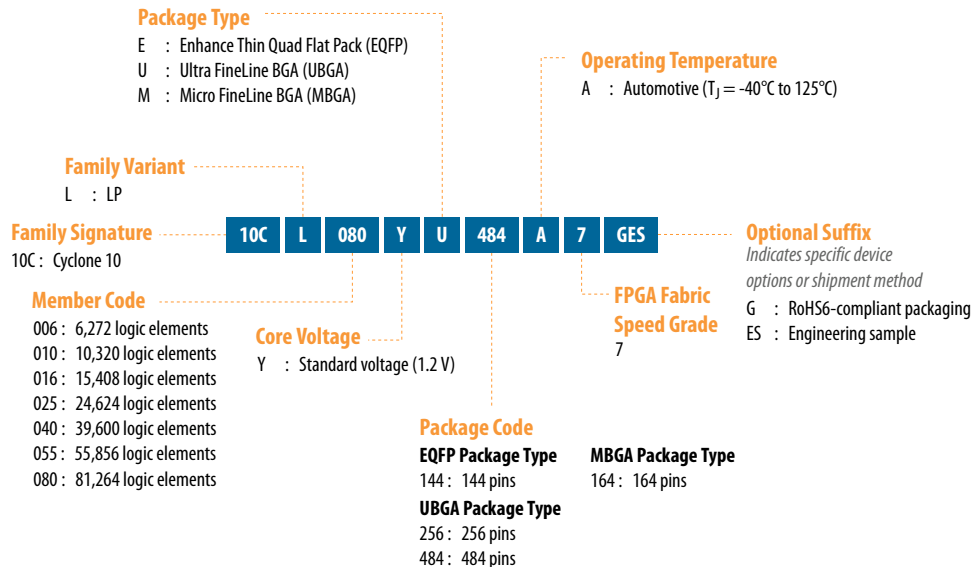 Package Type
E : Enhance Thin Quad Flat Pack (EQFP)
U : Ultra FineLine BGA (UBGA)
M : Micro FineLine BGA (MBGA)
Operating Temperature
A : Automotive (TJ = -40°C to 125°C)
Family Variant
L : LP
Family Signature
10C : Cyclone 10
10C L 080 Y U 484 A 7 GES
Optional Suffix
Indicates specific device
options or shipment method
G : RoHS6-compliant packaging
ES : Engineering sample
Member Code
006 : 6,272 logic elements
010 : 10,320 logic elements
016 : 15,408 logic elements
025 : 24,624 logic elements
040 : 39,600 logic elements
055 : 55,856 logic elements
080 : 81,264 logic elements
Core Voltage
Y : Standard voltage (1.2 V)
FPGA Fabric
Speed Grade
7
Package Code
EQFP Package Type
144 : 144 pins
UBGA Package Type
256 : 256 pins
484 : 484 pins
MBGA Package Type
164 : 164 pins